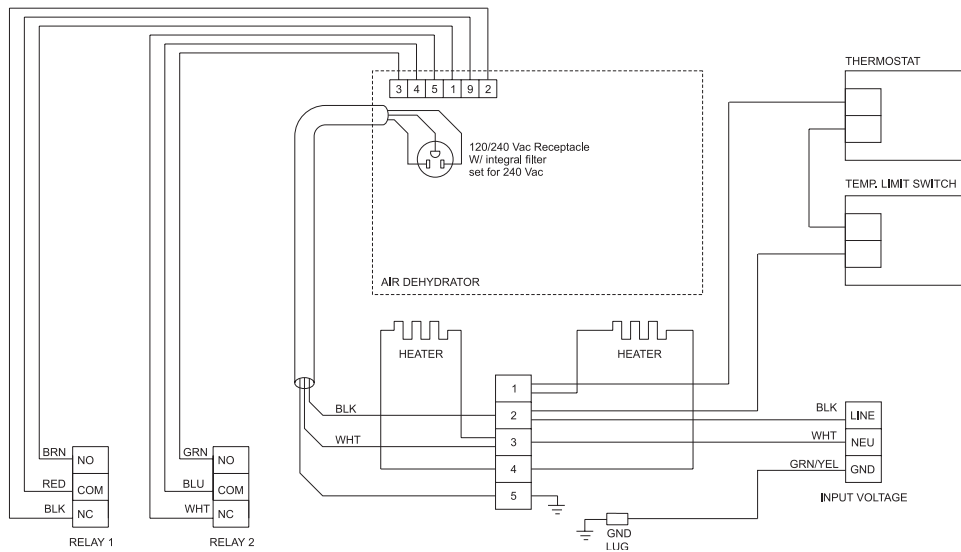 THERMOSTAT
3 4 5 1 9 2
120/240 Vac Receptacle
W/ integral filter
set for 240 Vac
TEMP. LIMIT SWITCH
AIR DEHYDRATOR
HEATER
HEATER
1
2
3
4
5
BLK
WHT
BLK
LINE
WHT
NEU
GRN/YEL
GND
INPUT VOLTAGE
BRN
NO
RED
COM
BLK
NC
RELAY 1
GRN
NO
BLU
COM
WHT
NC
RELAY 2
GND
LUG